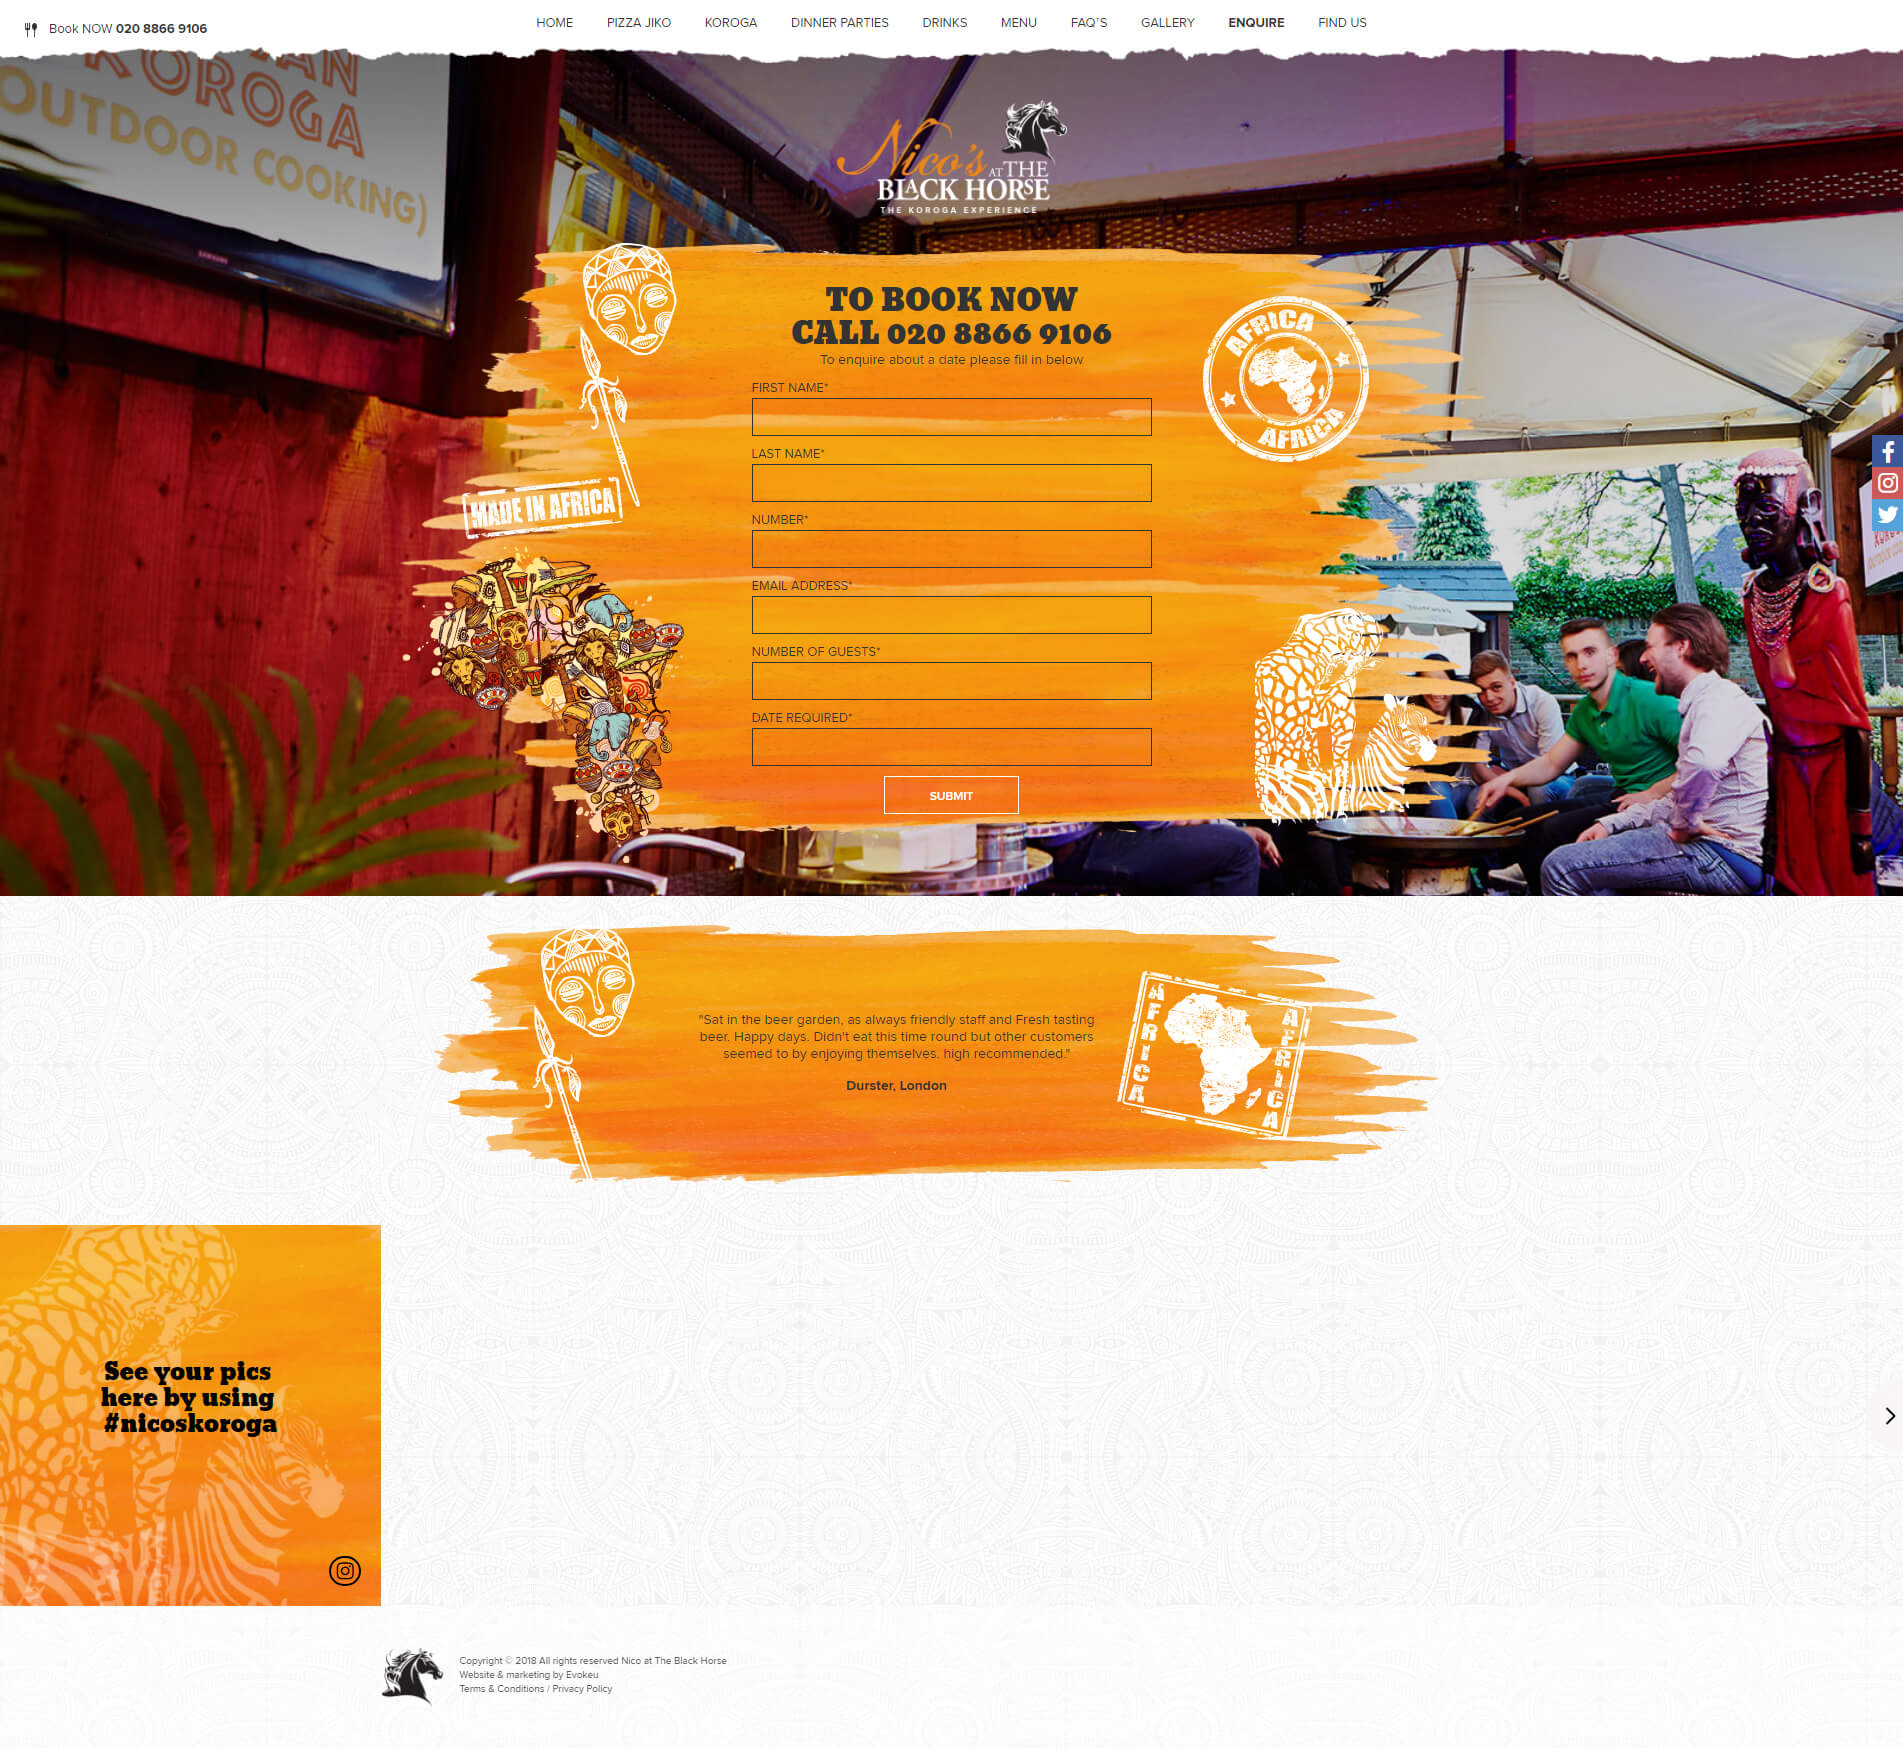 Book NOW 020 8866 9106
HOME
PIZZA JIKO
KOROGA
DINNER PARTIES
DRINKS
MENU
FAQ'S
GALLERY
ENQUIRE
FIND US
KOROGA
OUTDOOR COOKING)
SAMSUNG
Nico's AT THE
BLACK HORSE
THE KOROGA EXPERIENCE
TO BOOK NOW
CALL 020 8866 9106
To enquire about a date please fill in below
FIRST NAME*
LAST NAME*
NUMBER*
EMAIL ADDRESS*
NUMBER OF GUESTS*
DATE REQUIRED*
SUBMIT
MADE IN AFRICA
AFRICA
AFRICA
"Sat in the beer garden, as always friendly staff and Fresh tasting
beer. Happy days. Didn't eat this time round but other customers
seemed to by enjoying themselves. high recommended."
Durster, London
AFRICA
AFRICA
See your pics
here by using
#nicoskoroga
Copyright © 2018 All rights reserved Nico at The Black Horse
Website & marketing by Evokeu
Terms & Conditions / Privacy Policy